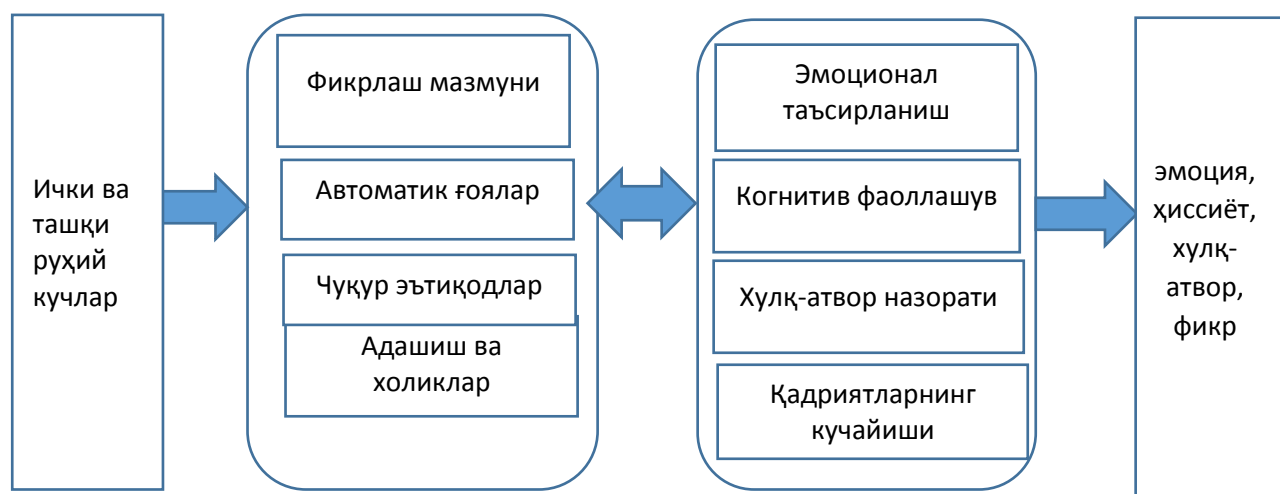 Ички ва
ташқи
руҳий
кучлар
Фикрлаш мазмуни
Автоматик ғоялар
Чуқур эътиқодлар
Адашиш ва
холиклар
Эмоционал
таъсирланиш
Когнитив фаоллашув
Хулқ-атвор назорати
Қадриятларнинг
кучайиши
эмоция,
ҳиссиёт,
хулқ-
атвор,
фикр